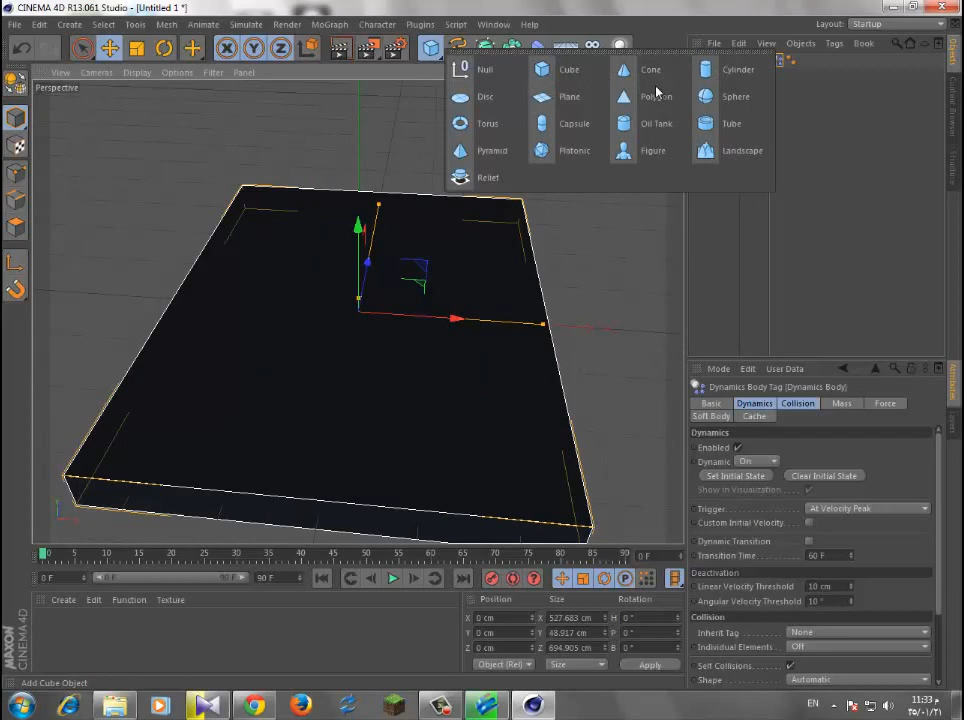 CINEMA 4D R13.061 Studio - [Untitled 1 *]
File Edit Create Select Tools Mesh Animate Simulate Render MoGraph Character Plugins Script Window Help
Layout: Startup
File Edit View Objects Tags Book
View Cameras Display Options Filter Panel
Perspective
Null Cube Cone Cylinder
Disc Plane Polygon Sphere
Torus Capsule Oil Tank Tube
Pyramid Platonic Figure Landscape
Relief
Objects
Content Browser
Mode Edit User Data
Attributes
Layers
Dynamics Body Tag [Dynamics Body]
Basic Dynamics Collision Mass Force
Soft Body Cache
Dynamics
Enabled
Dynamic On
Set Initial State Clear Initial State
Show in Visualization
Trigger At Velocity Peak
Custom Initial Velocity
Dynamic Transition
Transition Time 60 F
Deactivation
Linear Velocity Threshold 10 cm
Angular Velocity Threshold 10 °
Collision
Inherit Tag None
Individual Elements Off
Self Collisions
Shape Automatic
0 5 10 15 20 25 30 35 40 45 50 55 60 65 70 75 80 85 90 0 F
0 F 0 F 90 F 90 F
Create Edit Function Texture
Position Size Rotation
X 0 cm X 527.683 cm H 0 °
Y 0 cm Y 48.917 cm P 0 °
Z 0 cm Z 694.905 cm B 0 °
Object (Rel) Size Apply
MAXON
CINEMA 4D
Add Cube Object
EN
11:33 م